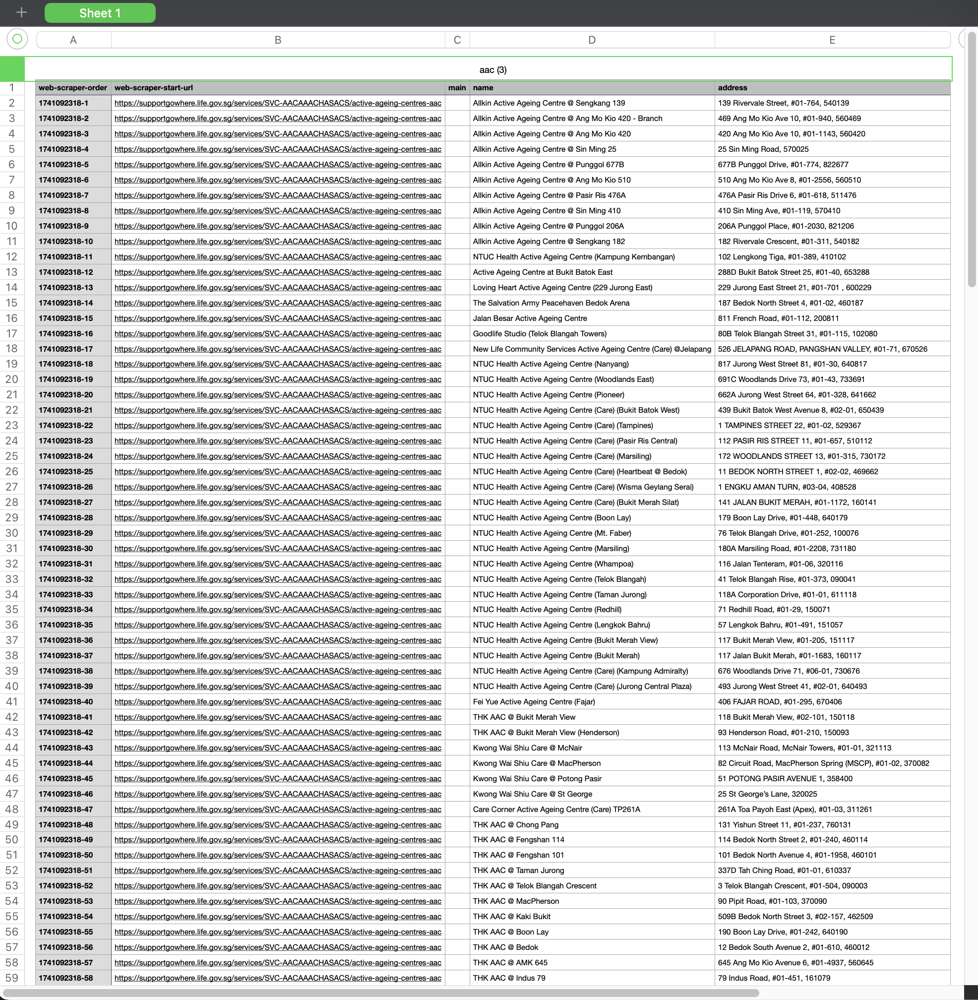 Sheet 1
A B C D E
aac (3)
1 web-scraper-order web-scraper-start-url main name address
2 1741092318-1 https://supportgowhere.life.gov.sg/services/SVC-AACAAACHASACS/active-ageing-centres-aac Allkin Active Ageing Centre @ Sengkang 139 139 Rivervale Street, #01-764, 540139
3 1741092318-2 https://supportgowhere.life.gov.sg/services/SVC-AACAAACHASACS/active-ageing-centres-aac Allkin Active Ageing Centre @ Ang Mo Kio 420 - Branch 469 Ang Mo Kio Ave 10, #01-940, 560469
4 1741092318-3 https://supportgowhere.life.gov.sg/services/SVC-AACAAACHASACS/active-ageing-centres-aac Allkin Active Ageing Centre @ Ang Mo Kio 420 420 Ang Mo Kio Ave 10, #01-1143, 560420
5 1741092318-4 https://supportgowhere.life.gov.sg/services/SVC-AACAAACHASACS/active-ageing-centres-aac Allkin Active Ageing Centre @ Sin Ming 25 25 Sin Ming Road, 570025
6 1741092318-5 https://supportgowhere.life.gov.sg/services/SVC-AACAAACHASACS/active-ageing-centres-aac Allkin Active Ageing Centre @ Punggol 677B 677B Punggol Drive, #01-774, 822677
7 1741092318-6 https://supportgowhere.life.gov.sg/services/SVC-AACAAACHASACS/active-ageing-centres-aac Allkin Active Ageing Centre @ Ang Mo Kio 510 510 Ang Mo Kio Ave 8, #01-2556, 560510
8 1741092318-7 https://supportgowhere.life.gov.sg/services/SVC-AACAAACHASACS/active-ageing-centres-aac Allkin Active Ageing Centre @ Pasir Ris 476A 476A Pasir Ris Drive 6, #01-618, 511476
9 1741092318-8 https://supportgowhere.life.gov.sg/services/SVC-AACAAACHASACS/active-ageing-centres-aac Allkin Active Ageing Centre @ Sin Ming 410 410 Sin Ming Ave, #01-119, 570410
10 1741092318-9 https://supportgowhere.life.gov.sg/services/SVC-AACAAACHASACS/active-ageing-centres-aac Allkin Active Ageing Centre @ Punggol 206A 206A Punggol Place, #01-2030, 821206
11 1741092318-10 https://supportgowhere.life.gov.sg/services/SVC-AACAAACHASACS/active-ageing-centres-aac Allkin Active Ageing Centre @ Sengkang 182 182 Rivervale Crescent, #01-311, 540182
12 1741092318-11 https://supportgowhere.life.gov.sg/services/SVC-AACAAACHASACS/active-ageing-centres-aac NTUC Health Active Ageing Centre (Kampung Kembangan) 102 Lengkong Tiga, #01-389, 410102
13 1741092318-12 https://supportgowhere.life.gov.sg/services/SVC-AACAAACHASACS/active-ageing-centres-aac Active Ageing Centre at Bukit Batok East 288D Bukit Batok Street 25, #01-40, 653288
14 1741092318-13 https://supportgowhere.life.gov.sg/services/SVC-AACAAACHASACS/active-ageing-centres-aac Loving Heart Active Ageing Centre (229 Jurong East) 229 Jurong East Street 21, #01-701 , 600229
15 1741092318-14 https://supportgowhere.life.gov.sg/services/SVC-AACAAACHASACS/active-ageing-centres-aac The Salvation Army Peacehaven Bedok Arena 187 Bedok North Street 4, #01-02, 460187
16 1741092318-15 https://supportgowhere.life.gov.sg/services/SVC-AACAAACHASACS/active-ageing-centres-aac Jalan Besar Active Ageing Centre 811 French Road, #01-112, 200811
17 1741092318-16 https://supportgowhere.life.gov.sg/services/SVC-AACAAACHASACS/active-ageing-centres-aac Goodlife Studio (Telok Blangah Towers) 80B Telok Blangah Street 31, #01-115, 102080
18 1741092318-17 https://supportgowhere.life.gov.sg/services/SVC-AACAAACHASACS/active-ageing-centres-aac New Life Community Services Active Ageing Centre (Care) @Jelapang 526 JELAPANG ROAD, PANGSHAN VALLEY, #01-71, 670526
19 1741092318-18 https://supportgowhere.life.gov.sg/services/SVC-AACAAACHASACS/active-ageing-centres-aac NTUC Health Active Ageing Centre (Nanyang) 817 Jurong West Street 81, #01-30, 640817
20 1741092318-19 https://supportgowhere.life.gov.sg/services/SVC-AACAAACHASACS/active-ageing-centres-aac NTUC Health Active Ageing Centre (Woodlands East) 691C Woodlands Drive 73, #01-43, 733691
21 1741092318-20 https://supportgowhere.life.gov.sg/services/SVC-AACAAACHASACS/active-ageing-centres-aac NTUC Health Active Ageing Centre (Pioneer) 662A Jurong West Street 64, #01-328, 641662
22 1741092318-21 https://supportgowhere.life.gov.sg/services/SVC-AACAAACHASACS/active-ageing-centres-aac NTUC Health Active Ageing Centre (Care) (Bukit Batok West) 439 Bukit Batok West Avenue 8, #02-01, 650439
23 1741092318-22 https://supportgowhere.life.gov.sg/services/SVC-AACAAACHASACS/active-ageing-centres-aac NTUC Health Active Ageing Centre (Care) (Tampines) 1 TAMPINES STREET 22, #01-02, 529367
24 1741092318-23 https://supportgowhere.life.gov.sg/services/SVC-AACAAACHASACS/active-ageing-centres-aac NTUC Health Active Ageing Centre (Care) (Pasir Ris Central) 112 PASIR RIS STREET 11, #01-657, 510112
25 1741092318-24 https://supportgowhere.life.gov.sg/services/SVC-AACAAACHASACS/active-ageing-centres-aac NTUC Health Active Ageing Centre (Care) (Marsiling) 172 WOODLANDS STREET 13, #01-315, 730172
26 1741092318-25 https://supportgowhere.life.gov.sg/services/SVC-AACAAACHASACS/active-ageing-centres-aac NTUC Health Active Ageing Centre (Care) (Heartbeat @ Bedok) 11 BEDOK NORTH STREET 1, #02-02, 469662
27 1741092318-26 https://supportgowhere.life.gov.sg/services/SVC-AACAAACHASACS/active-ageing-centres-aac NTUC Health Active Ageing Centre (Care) (Wisma Geylang Serai) 1 ENGKU AMAN TURN, #03-04, 408528
28 1741092318-27 https://supportgowhere.life.gov.sg/services/SVC-AACAAACHASACS/active-ageing-centres-aac NTUC Health Active Ageing Centre (Care) (Bukit Merah Silat) 141 JALAN BUKIT MERAH, #01-1172, 160141
29 1741092318-28 https://supportgowhere.life.gov.sg/services/SVC-AACAAACHASACS/active-ageing-centres-aac NTUC Health Active Ageing Centre (Boon Lay) 179 Boon Lay Drive, #01-448, 640179
30 1741092318-29 https://supportgowhere.life.gov.sg/services/SVC-AACAAACHASACS/active-ageing-centres-aac NTUC Health Active Ageing Centre (Mt. Faber) 76 Telok Blangah Drive, #01-252, 100076
31 1741092318-30 https://supportgowhere.life.gov.sg/services/SVC-AACAAACHASACS/active-ageing-centres-aac NTUC Health Active Ageing Centre (Marsiling) 180A Marsiling Road, #01-2208, 731180
32 1741092318-31 https://supportgowhere.life.gov.sg/services/SVC-AACAAACHASACS/active-ageing-centres-aac NTUC Health Active Ageing Centre (Whampoa) 116 Jalan Tenteram, #01-06, 320116
33 1741092318-32 https://supportgowhere.life.gov.sg/services/SVC-AACAAACHASACS/active-ageing-centres-aac NTUC Health Active Ageing Centre (Telok Blangah) 41 Telok Blangah Rise, #01-373, 090041
34 1741092318-33 https://supportgowhere.life.gov.sg/services/SVC-AACAAACHASACS/active-ageing-centres-aac NTUC Health Active Ageing Centre (Taman Jurong) 118A Corporation Drive, #01-01, 611118
35 1741092318-34 https://supportgowhere.life.gov.sg/services/SVC-AACAAACHASACS/active-ageing-centres-aac NTUC Health Active Ageing Centre (Redhill) 71 Redhill Road, #01-29, 150071
36 1741092318-35 https://supportgowhere.life.gov.sg/services/SVC-AACAAACHASACS/active-ageing-centres-aac NTUC Health Active Ageing Centre (Lengkok Bahru) 57 Lengkok Bahru, #01-491, 151057
37 1741092318-36 https://supportgowhere.life.gov.sg/services/SVC-AACAAACHASACS/active-ageing-centres-aac NTUC Health Active Ageing Centre (Bukit Merah View) 117 Bukit Merah View, #01-205, 151117
38 1741092318-37 https://supportgowhere.life.gov.sg/services/SVC-AACAAACHASACS/active-ageing-centres-aac NTUC Health Active Ageing Centre (Bukit Merah) 117 Jalan Bukit Merah, #01-1683, 160117
39 1741092318-38 https://supportgowhere.life.gov.sg/services/SVC-AACAAACHASACS/active-ageing-centres-aac NTUC Health Active Ageing Centre (Care) (Kampung Admiralty) 676 Woodlands Drive 71, #06-01, 730676
40 1741092318-39 https://supportgowhere.life.gov.sg/services/SVC-AACAAACHASACS/active-ageing-centres-aac NTUC Health Active Ageing Centre (Care) (Jurong Central Plaza) 493 Jurong West Street 41, #02-01, 640493
41 1741092318-40 https://supportgowhere.life.gov.sg/services/SVC-AACAAACHASACS/active-ageing-centres-aac Fei Yue Active Ageing Centre (Fajar) 406 FAJAR ROAD, #01-295, 670406
42 1741092318-41 https://supportgowhere.life.gov.sg/services/SVC-AACAAACHASACS/active-ageing-centres-aac THK AAC @ Bukit Merah View 118 Bukit Merah View, #02-101, 150118
43 1741092318-42 https://supportgowhere.life.gov.sg/services/SVC-AACAAACHASACS/active-ageing-centres-aac THK AAC @ Bukit Merah View (Henderson) 93 Henderson Road, #01-210, 150093
44 1741092318-43 https://supportgowhere.life.gov.sg/services/SVC-AACAAACHASACS/active-ageing-centres-aac Kwong Wai Shiu Care @ McNair 113 McNair Road, McNair Towers, #01-01, 321113
45 1741092318-44 https://supportgowhere.life.gov.sg/services/SVC-AACAAACHASACS/active-ageing-centres-aac Kwong Wai Shiu Care @ MacPherson 82 Circuit Road, MacPherson Spring (MSCP), #01-02, 370082
46 1741092318-45 https://supportgowhere.life.gov.sg/services/SVC-AACAAACHASACS/active-ageing-centres-aac Kwong Wai Shiu Care @ Potong Pasir 51 POTONG PASIR AVENUE 1, 358400
47 1741092318-46 https://supportgowhere.life.gov.sg/services/SVC-AACAAACHASACS/active-ageing-centres-aac Kwong Wai Shiu Care @ St George 25 St George’s Lane, 320025
48 1741092318-47 https://supportgowhere.life.gov.sg/services/SVC-AACAAACHASACS/active-ageing-centres-aac Care Corner Active Ageing Centre (Care) TP261A 261A Toa Payoh East (Apex), #01-03, 311261
49 1741092318-48 https://supportgowhere.life.gov.sg/services/SVC-AACAAACHASACS/active-ageing-centres-aac THK AAC @ Chong Pang 131 Yishun Street 11, #01-237, 760131
50 1741092318-49 https://supportgowhere.life.gov.sg/services/SVC-AACAAACHASACS/active-ageing-centres-aac THK AAC @ Fengshan 114 114 Bedok North Street 2, #01-240, 460114
51 1741092318-50 https://supportgowhere.life.gov.sg/services/SVC-AACAAACHASACS/active-ageing-centres-aac THK AAC @ Fengshan 101 101 Bedok North Avenue 4, #01-1958, 460101
52 1741092318-51 https://supportgowhere.life.gov.sg/services/SVC-AACAAACHASACS/active-ageing-centres-aac THK AAC @ Taman Jurong 337D Tah Ching Road, #01-01, 610337
53 1741092318-52 https://supportgowhere.life.gov.sg/services/SVC-AACAAACHASACS/active-ageing-centres-aac THK AAC @ Telok Blangah Crescent 3 Telok Blangah Crescent, #01-504, 090003
54 1741092318-53 https://supportgowhere.life.gov.sg/services/SVC-AACAAACHASACS/active-ageing-centres-aac THK AAC @ MacPherson 90 Pipit Road, #01-103, 370090
55 1741092318-54 https://supportgowhere.life.gov.sg/services/SVC-AACAAACHASACS/active-ageing-centres-aac THK AAC @ Kaki Bukit 509B Bedok North Street 3, #02-157, 462509
56 1741092318-55 https://supportgowhere.life.gov.sg/services/SVC-AACAAACHASACS/active-ageing-centres-aac THK AAC @ Boon Lay 190 Boon Lay Drive, #01-242, 640190
57 1741092318-56 https://supportgowhere.life.gov.sg/services/SVC-AACAAACHASACS/active-ageing-centres-aac THK AAC @ Bedok 12 Bedok South Avenue 2, #01-610, 460012
58 1741092318-57 https://supportgowhere.life.gov.sg/services/SVC-AACAAACHASACS/active-ageing-centres-aac THK AAC @ AMK 645 645 Ang Mo Kio Avenue 6, #01-4937, 560645
59 1741092318-58 https://supportgowhere.life.gov.sg/services/SVC-AACAAACHASACS/active-ageing-centres-aac THK AAC @ Indus 79 79 Indus Road, #01-451, 161079